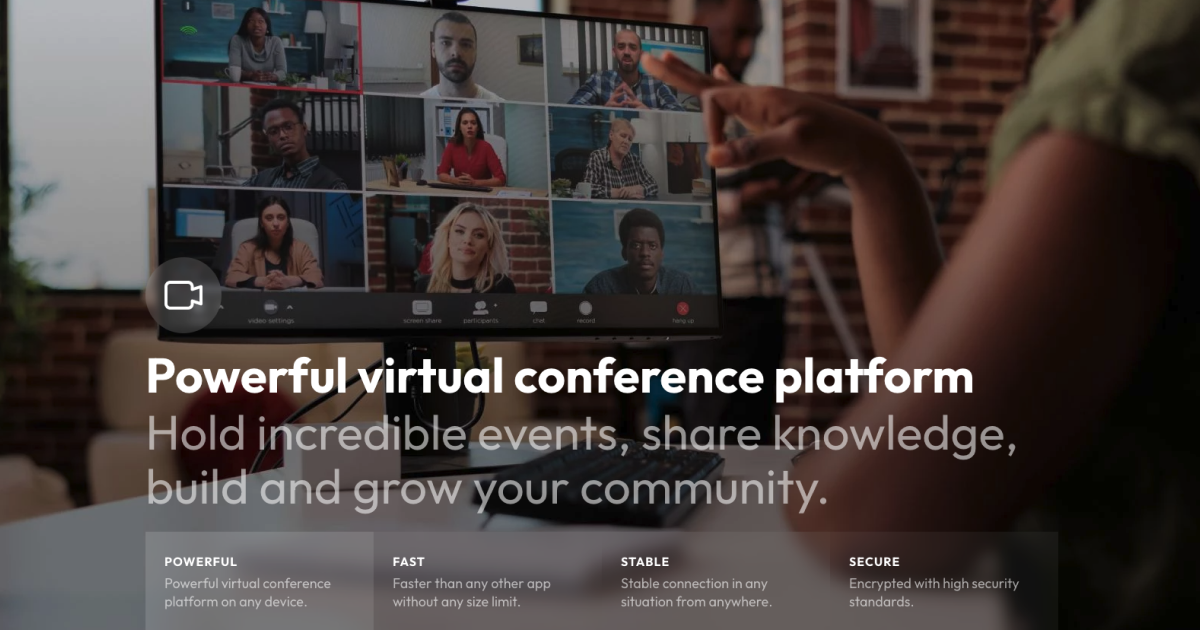 video settings
screen share
participants
chat
record
hang up
Powerful virtual conference platform
Hold incredible events, share knowledge,
build and grow your community.
POWERFUL
Powerful virtual conference
platform on any device.
FAST
Faster than any other app
without any size limit.
STABLE
Stable connection in any
situation from anywhere.
SECURE
Encrypted with high security
standards.